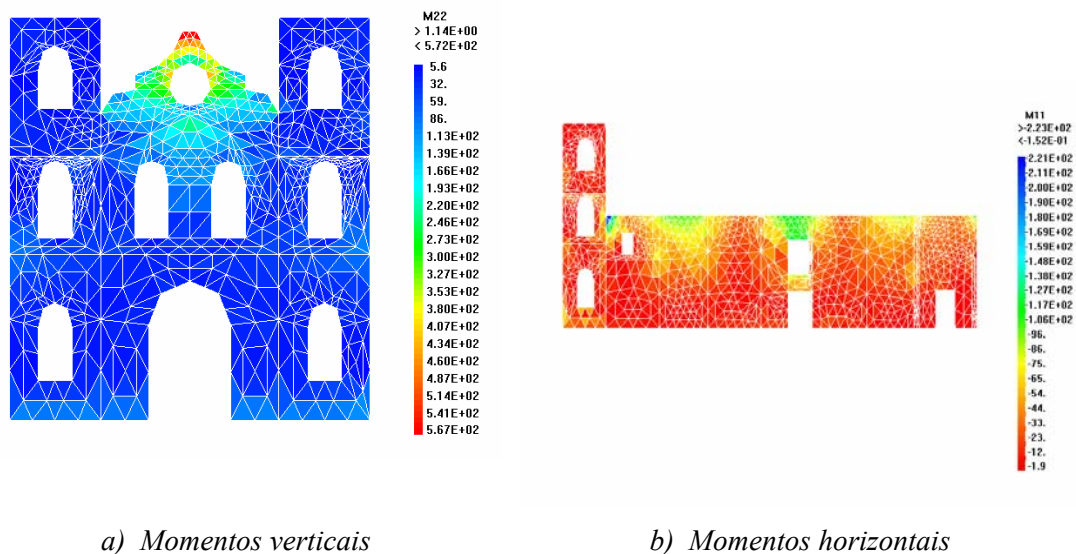 M22
> 1.14E+00
< 5.72E+02
5.6
32.
59.
86.
1.13E+02
1.39E+02
1.66E+02
1.93E+02
2.20E+02
2.46E+02
2.73E+02
3.00E+02
3.27E+02
3.53E+02
3.80E+02
4.07E+02
4.34E+02
4.60E+02
4.87E+02
5.14E+02
5.41E+02
5.67E+02
M11
>-2.23E+02
<-1.52E-01
-2.21E+02
-2.11E+02
-2.00E+02
-1.90E+02
-1.80E+02
-1.69E+02
-1.59E+02
-1.48E+02
-1.38E+02
-1.27E+02
-1.17E+02
-1.06E+02
-96.
-86.
-75.
-65.
-54.
-44.
-33.
-23.
-12.
-1.9
a) Momentos verticais
b) Momentos horizontais